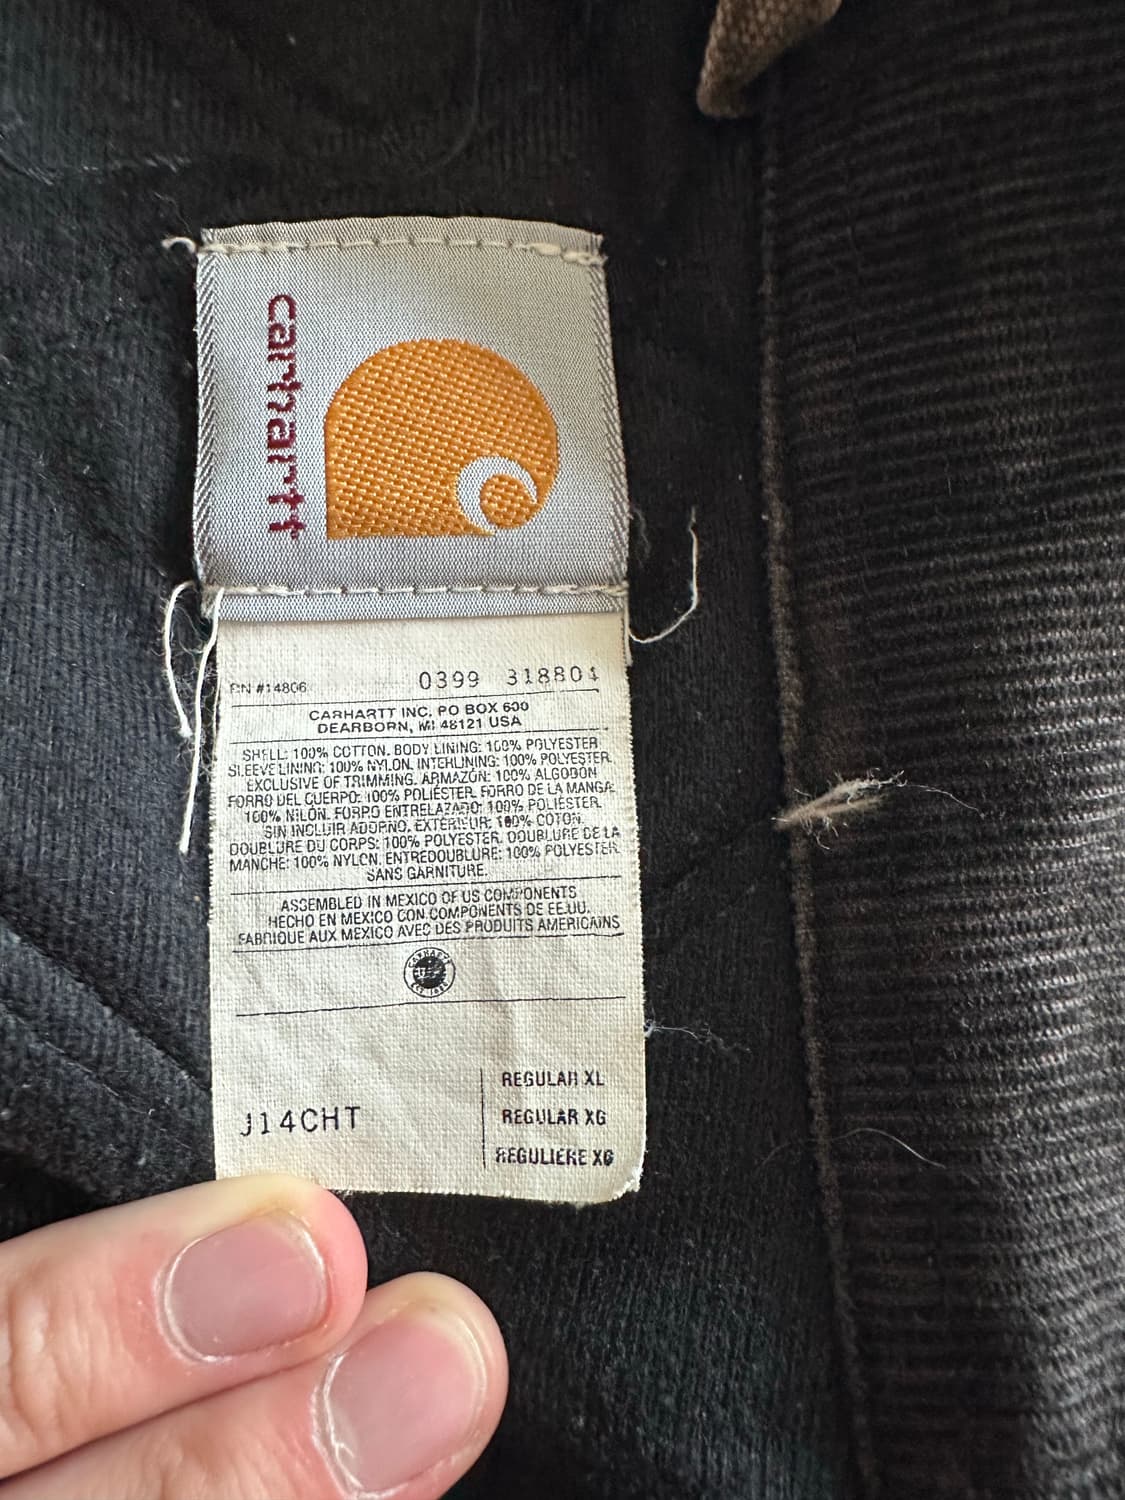 carhartt
RN #14806 0399 318804
CARHARTT INC. PO BOX 600
DEARBORN, MI 48121 USA
SHELL: 100% COTTON. BODY LINING: 100% POLYESTER
SLEEVE LINING: 100% NYLON. INTERLINING: 100% POLYESTER.
EXCLUSIVE OF TRIMMING. ARMAZÓN: 100% ALGODÓN
FORRO DEL CUERPO: 100% POLIÉSTER. FORRO DE LA MANGA:
100% NILÓN. FORRO ENTRELAZADO: 100% POLIÉSTER.
SIN INCLUIR ADORNO. EXTÉRIEUR: 100% COTON.
DOUBLURE DU CORPS: 100% POLYESTER. DOUBLURE DE LA
MANCHE: 100% NYLON. ENTREDOUBLURE: 100% POLYESTER.
SANS GARNITURE.
ASSEMBLED IN MEXICO OF US COMPONENTS
HECHO EN MEXICO CON COMPONENTS DE EE.UU.
FABRIQUE AUX MEXICO AVEC DES PRODUITS AMERICAINS
CARHARTT
REGULAR XL
J14CHT REGULAR XG
REGULIERE XG